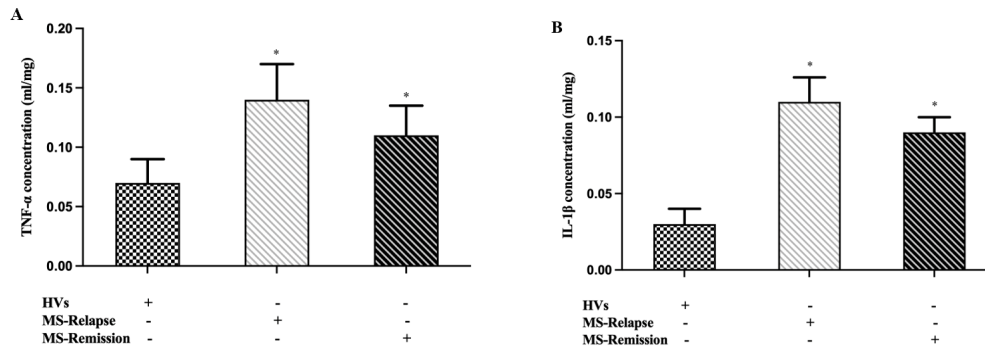 A
0.20
0.15
0.10
0.05
0.00
TNF-α concentration (ml/mg)
*
*
HVs + - -
MS-Relapse - + -
MS-Remission - - +
B
0.15
0.10
0.05
0.00
IL-1β concentration (ml/mg)
*
*
HVs + - -
MS-Relapse - + -
MS-Remission - - +